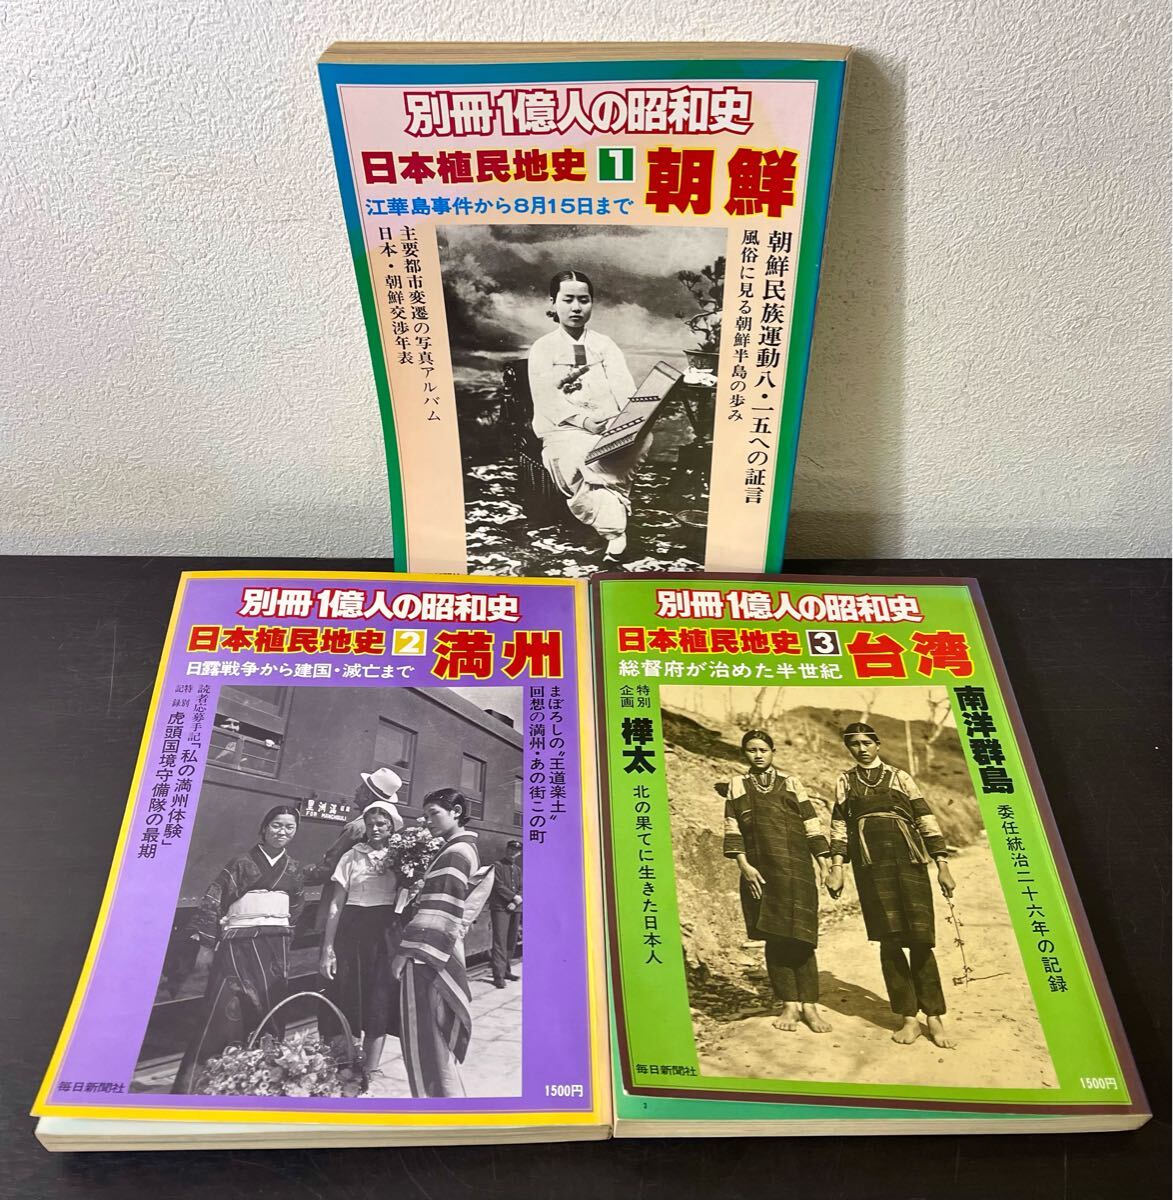 別冊1億人の昭和史
日本植民地史 1 朝鮮
江華島事件から8月15日まで
朝鮮民族運動八・一五への証言
風俗に見る朝鮮半島の歩み
主要都市変遷の写真アルバム
日本・朝鮮交渉年表
別冊1億人の昭和史
日本植民地史 2 満州
日露戦争から建国・滅亡まで
まぼろしの"王道楽土"
回想の満州・あの街この町
読者応募手記「私の満州体験」
特別記録 虎頭国境守備隊の最期
FOR MANCHOULI
毎日新聞社
1500円
別冊1億人の昭和史
日本植民地史 3 台湾
総督府が治めた半世紀
南洋群島 委任統治二十六年の記録
特別企画 樺太 北の果てに生きた日本人
毎日新聞社
1500円
3